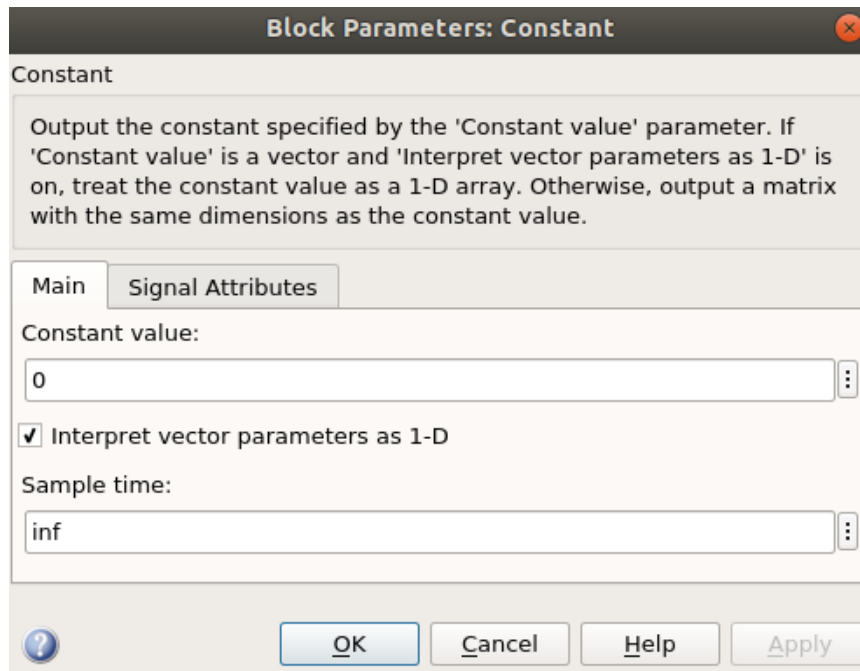 Block Parameters: Constant
Constant
Output the constant specified by the 'Constant value' parameter. If
'Constant value' is a vector and 'Interpret vector parameters as 1-D' is
on, treat the constant value as a 1-D array. Otherwise, output a matrix
with the same dimensions as the constant value.
Main Signal Attributes
Constant value:
0
Interpret vector parameters as 1-D
Sample time:
inf
OK Cancel Help Apply